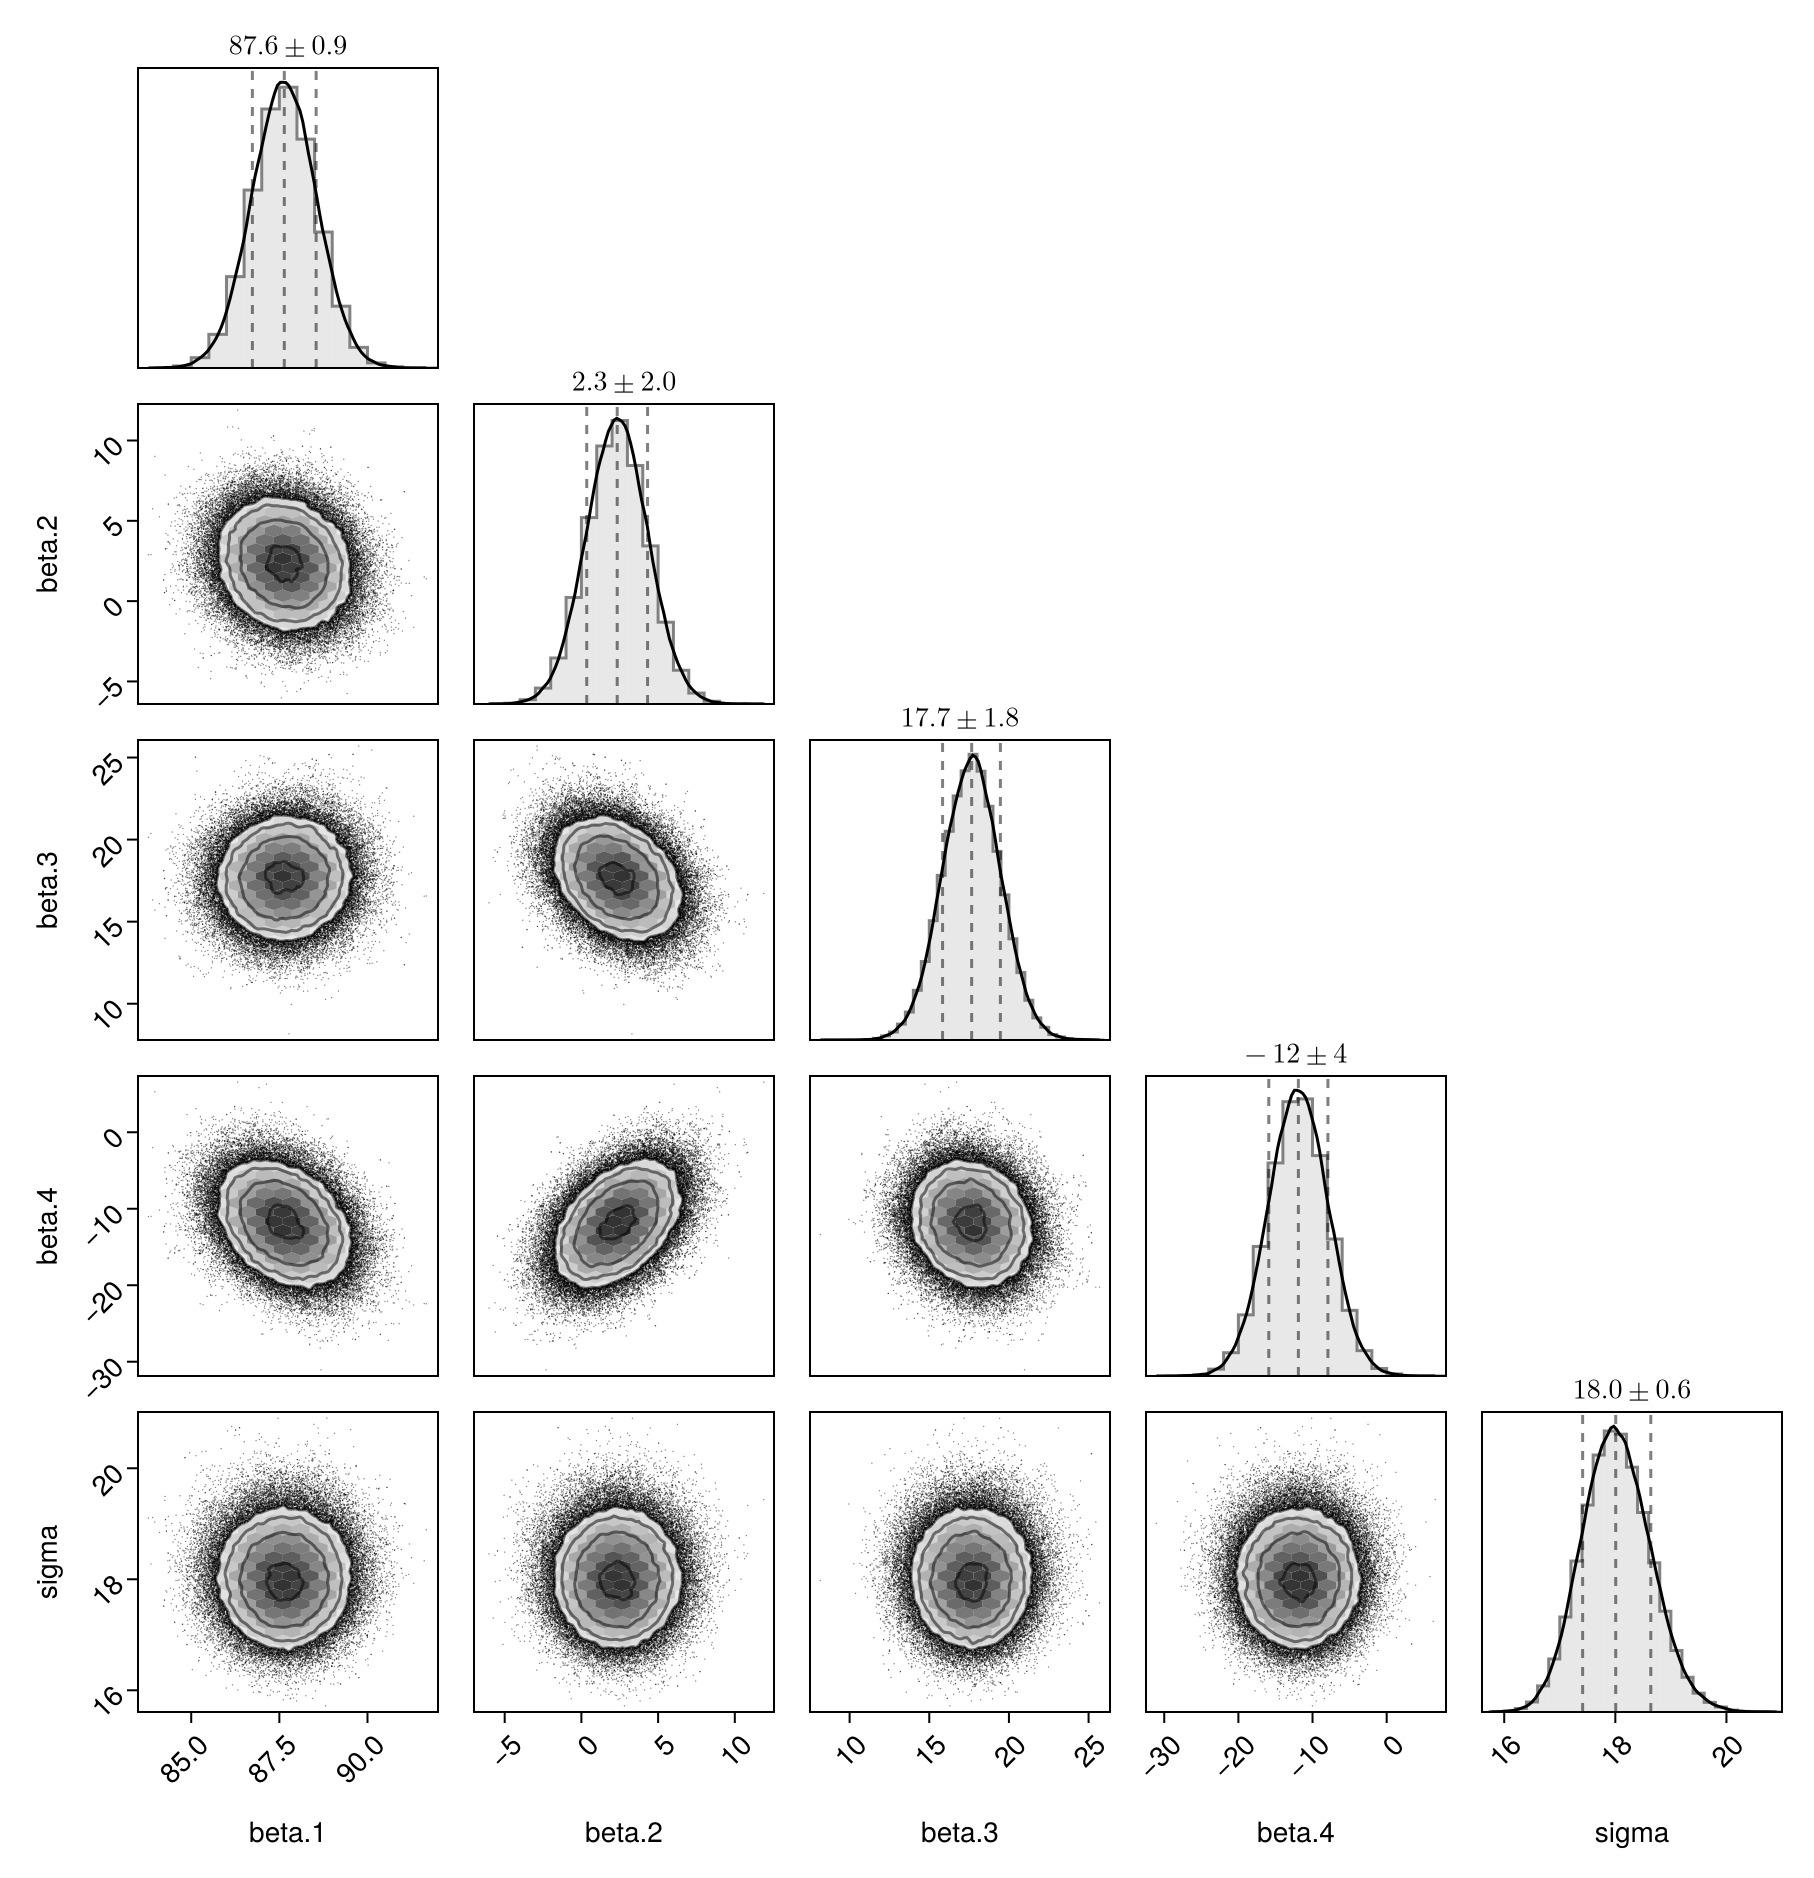 87.6 ± 0.9
2.3 ± 2.0
10
5
0
−5
beta.2
17.7 ± 1.8
25
20
15
10
beta.3
− 12 ± 4
0
−10
−20
−30
beta.4
18.0 ± 0.6
20
18
16
sigma
85.0 87.5 90.0
−5 0 5 10
10 15 20 25
−30 −20 −10 0
16 18 20
beta.1 beta.2 beta.3 beta.4 sigma